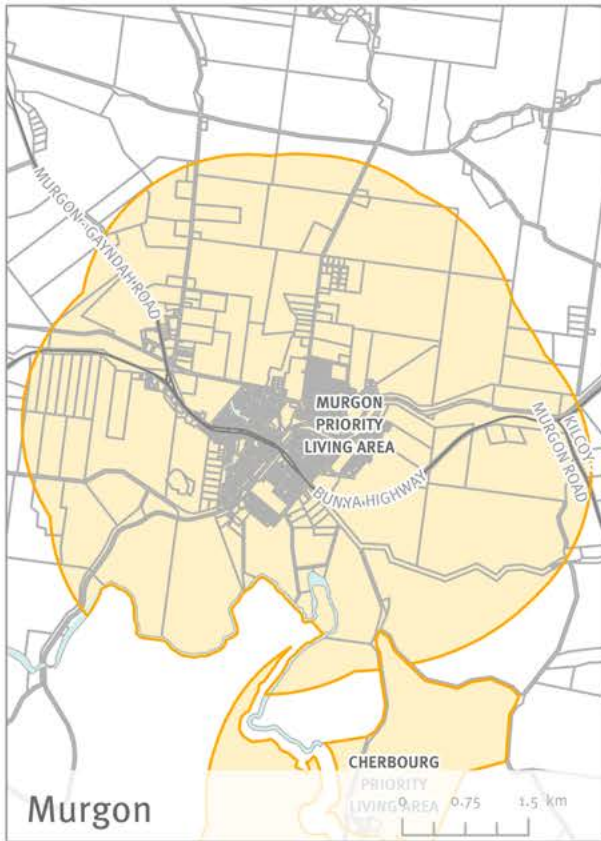 MURGON - GAYNDAH ROAD
MURGON
PRIORITY
LIVING AREA
BUNYA HIGHWAY
KILCOY -
MURGON ROAD
CHERBOURG
PRIORITY
LIVING AREA
Murgon
0 0.75 1.5 km